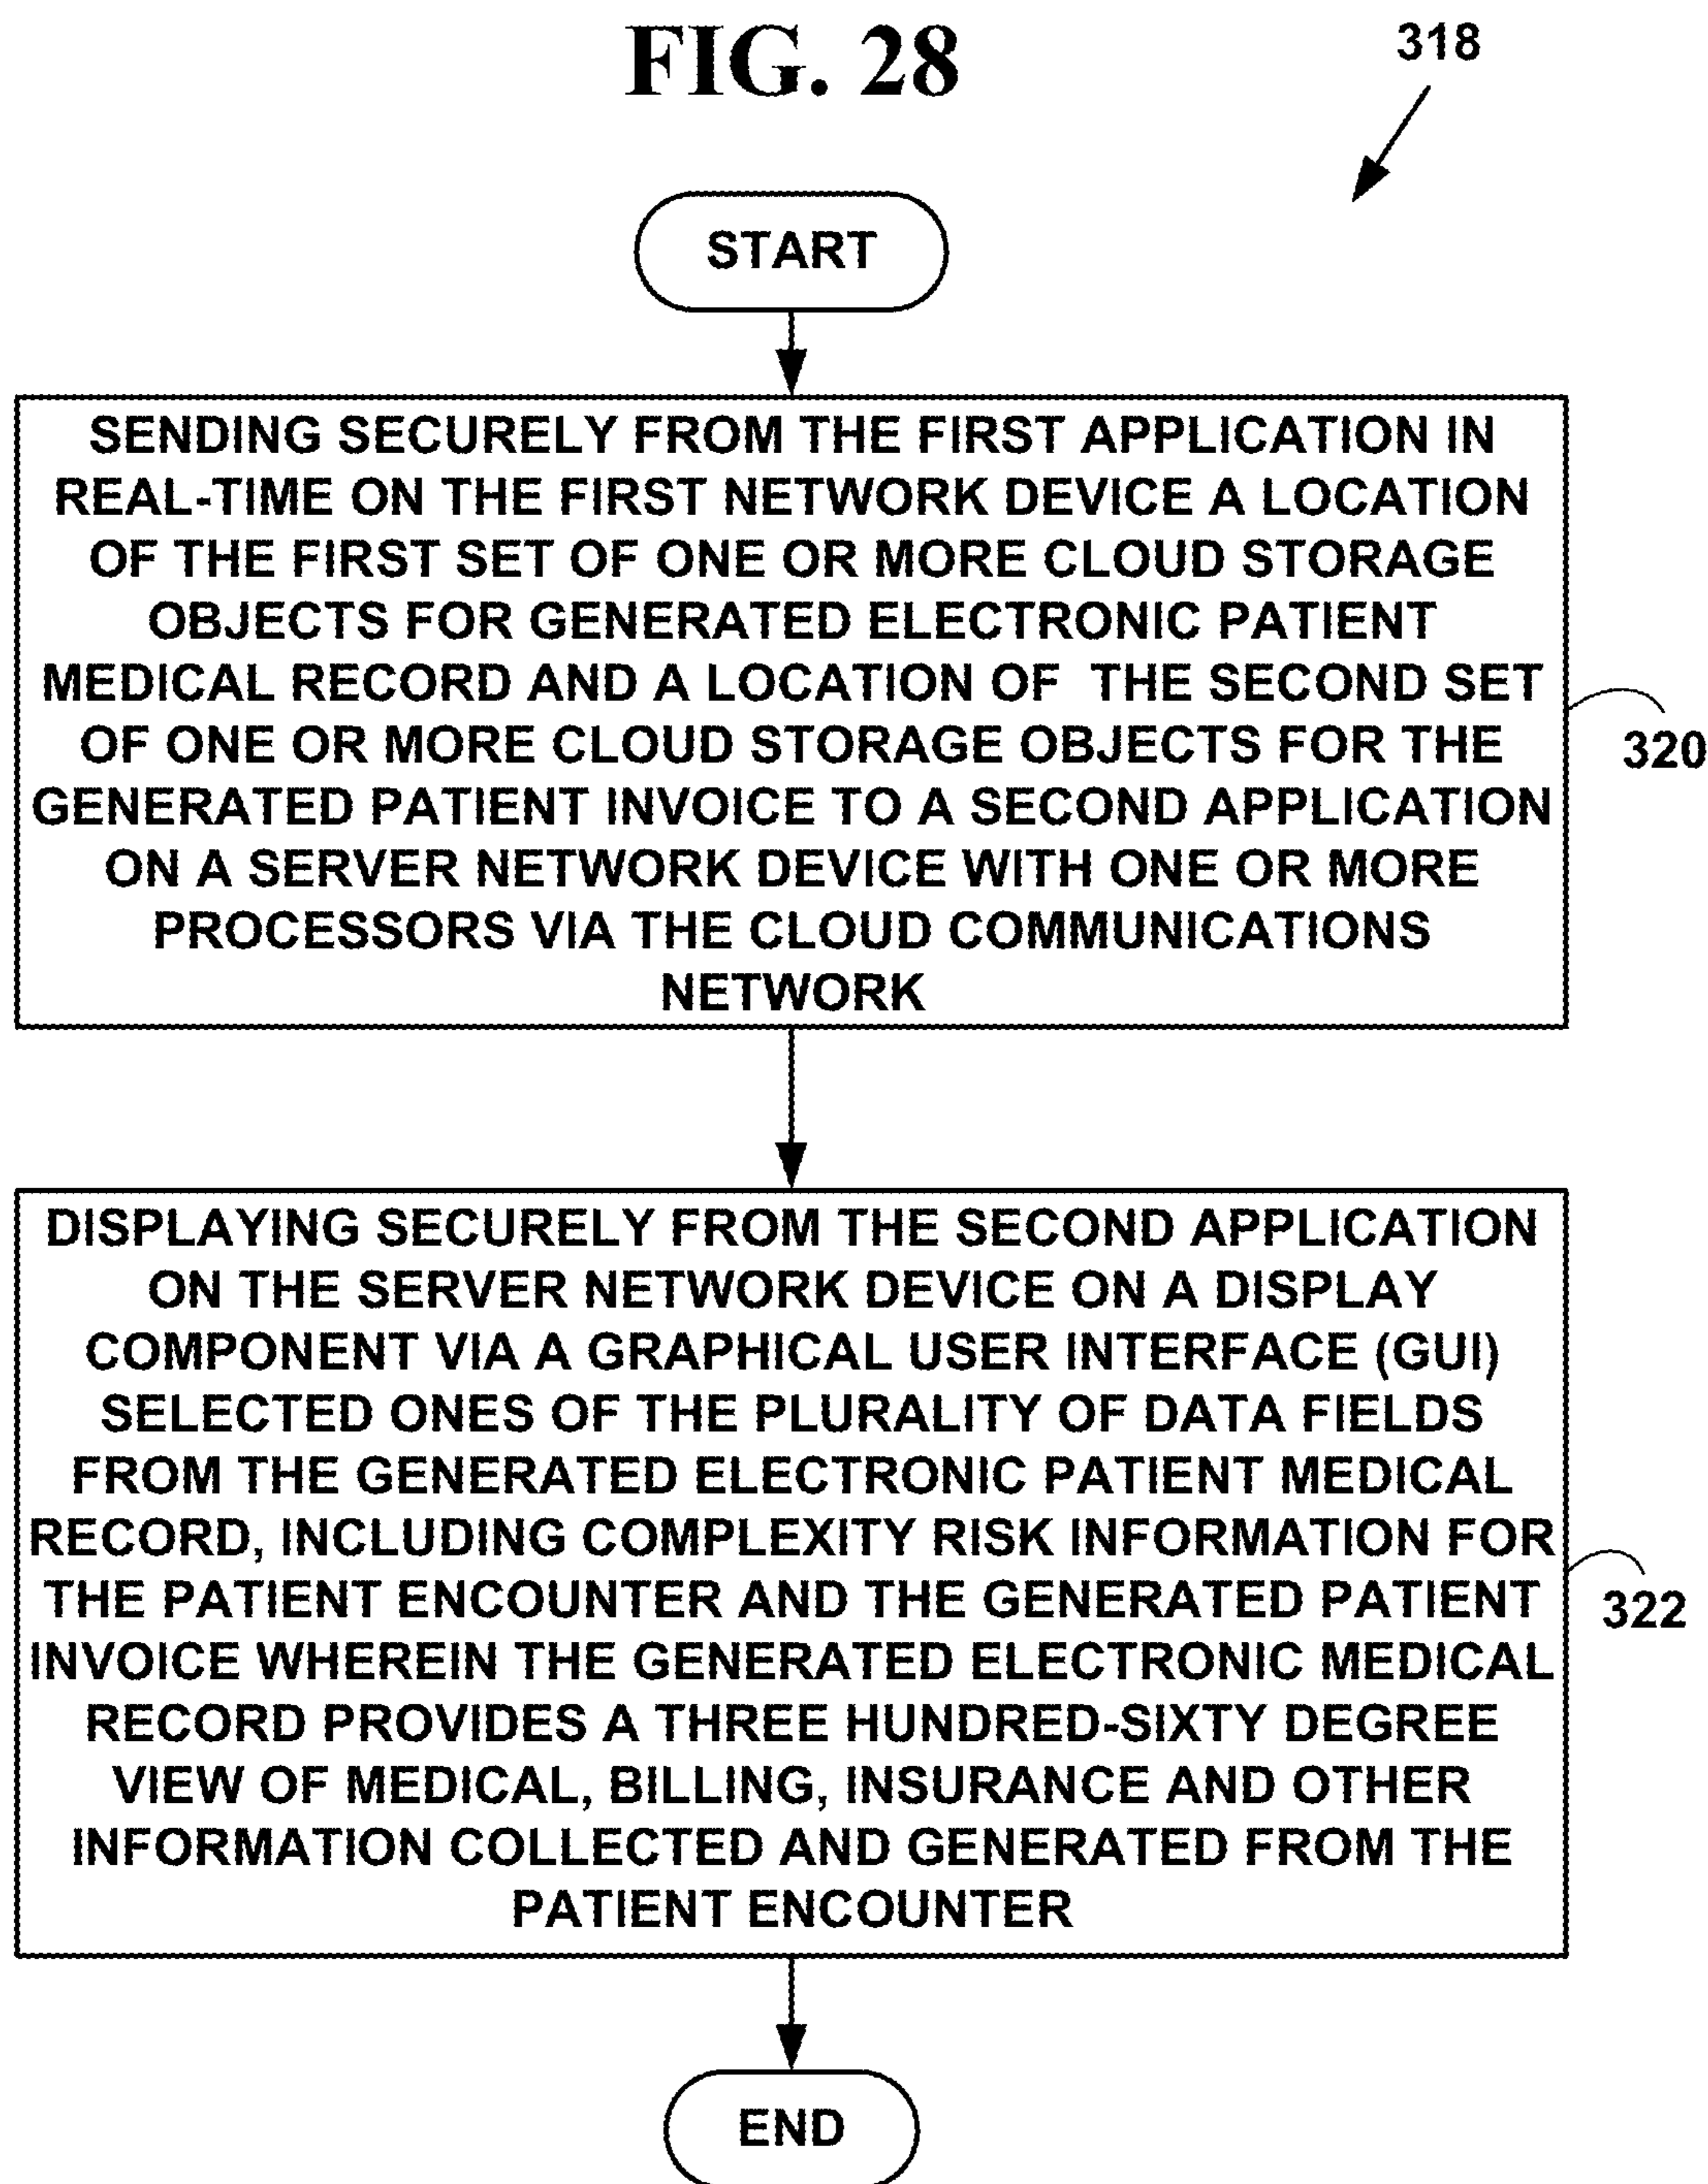 FIG. 28
318
START
SENDING SECURELY FROM THE FIRST APPLICATION IN
REAL-TIME ON THE FIRST NETWORK DEVICE A LOCATION
OF THE FIRST SET OF ONE OR MORE CLOUD STORAGE
OBJECTS FOR GENERATED ELECTRONIC PATIENT
MEDICAL RECORD AND A LOCATION OF THE SECOND SET
OF ONE OR MORE CLOUD STORAGE OBJECTS FOR THE
GENERATED PATIENT INVOICE TO A SECOND APPLICATION
ON A SERVER NETWORK DEVICE WITH ONE OR MORE
PROCESSORS VIA THE CLOUD COMMUNICATIONS
NETWORK
320
DISPLAYING SECURELY FROM THE SECOND APPLICATION
ON THE SERVER NETWORK DEVICE ON A DISPLAY
COMPONENT VIA A GRAPHICAL USER INTERFACE (GUI)
SELECTED ONES OF THE PLURALITY OF DATA FIELDS
FROM THE GENERATED ELECTRONIC PATIENT MEDICAL
RECORD, INCLUDING COMPLEXITY RISK INFORMATION FOR
THE PATIENT ENCOUNTER AND THE GENERATED PATIENT
INVOICE WHEREIN THE GENERATED ELECTRONIC MEDICAL
RECORD PROVIDES A THREE HUNDRED-SIXTY DEGREE
VIEW OF MEDICAL, BILLING, INSURANCE AND OTHER
INFORMATION COLLECTED AND GENERATED FROM THE
PATIENT ENCOUNTER
322
END